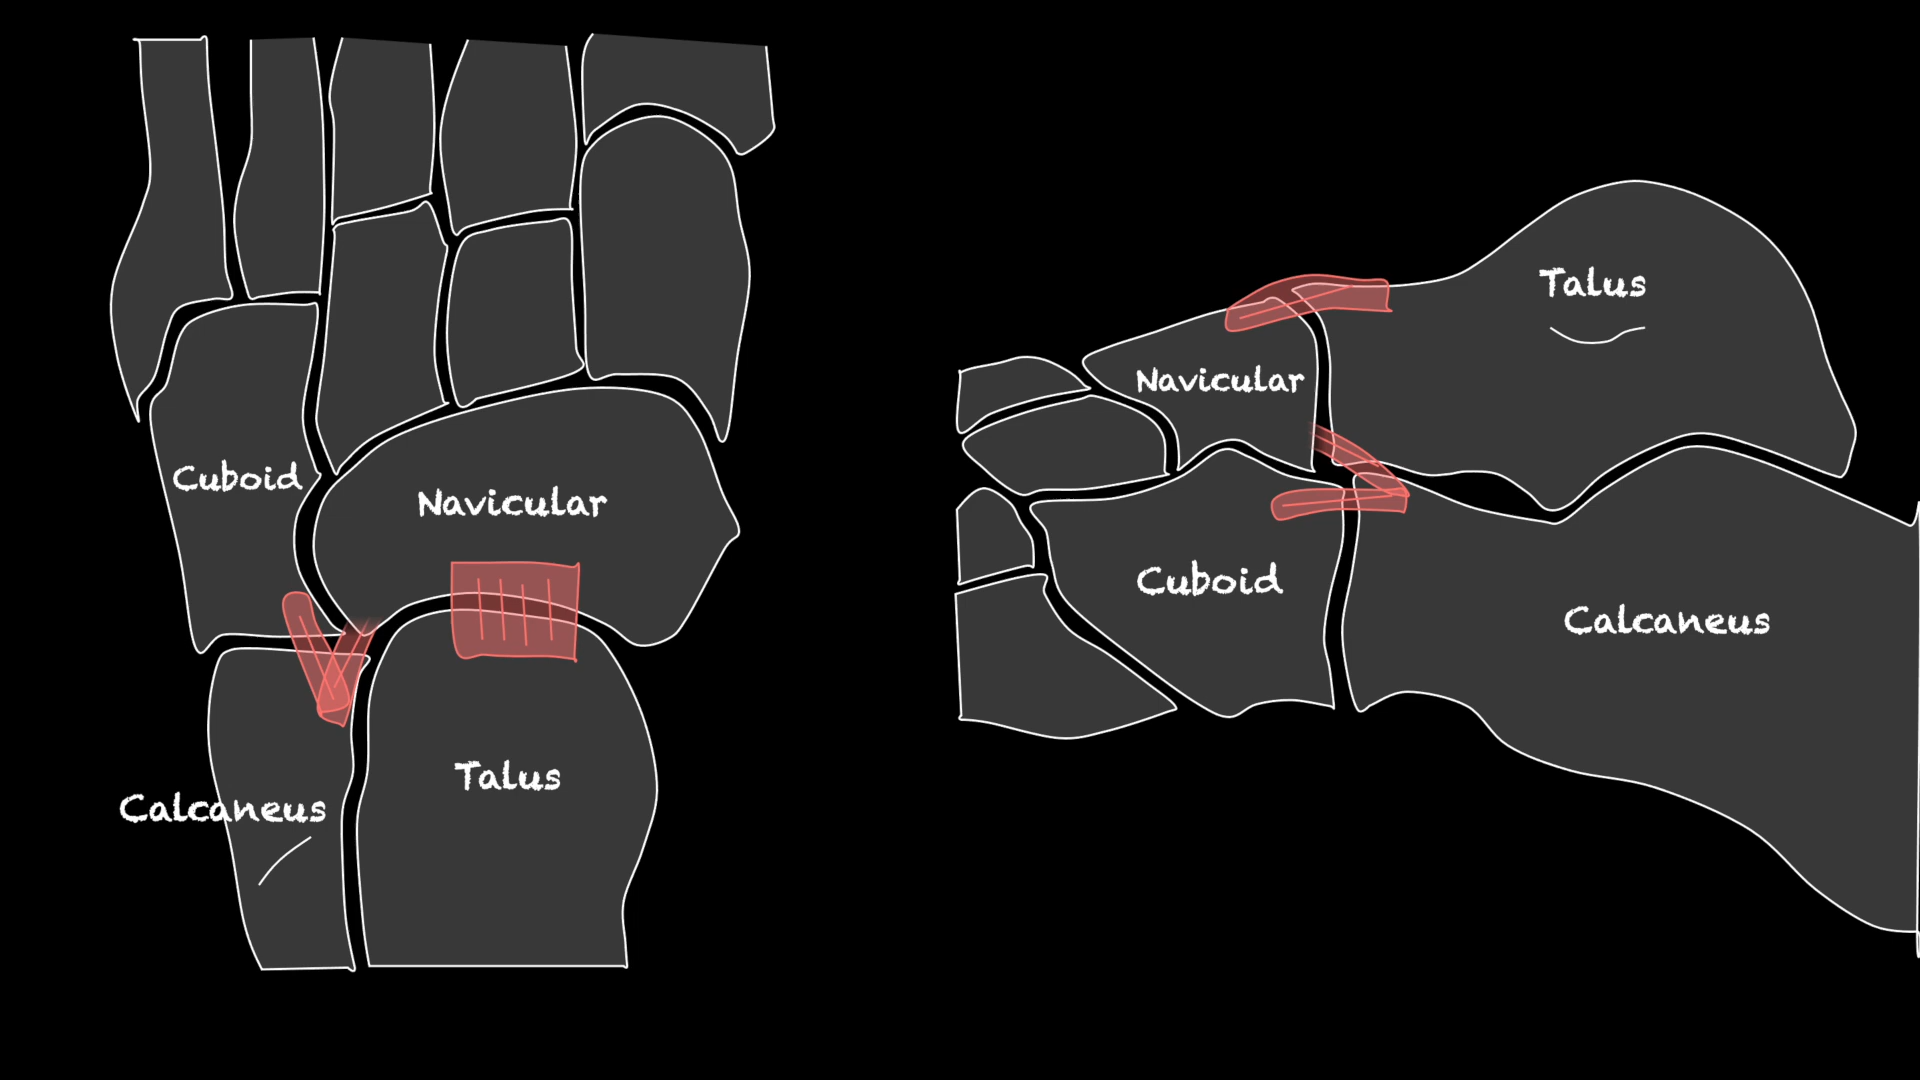 Cuboid
Navicular
Talus
Calcaneus
Talus
Navicular
Cuboid
Calcaneus